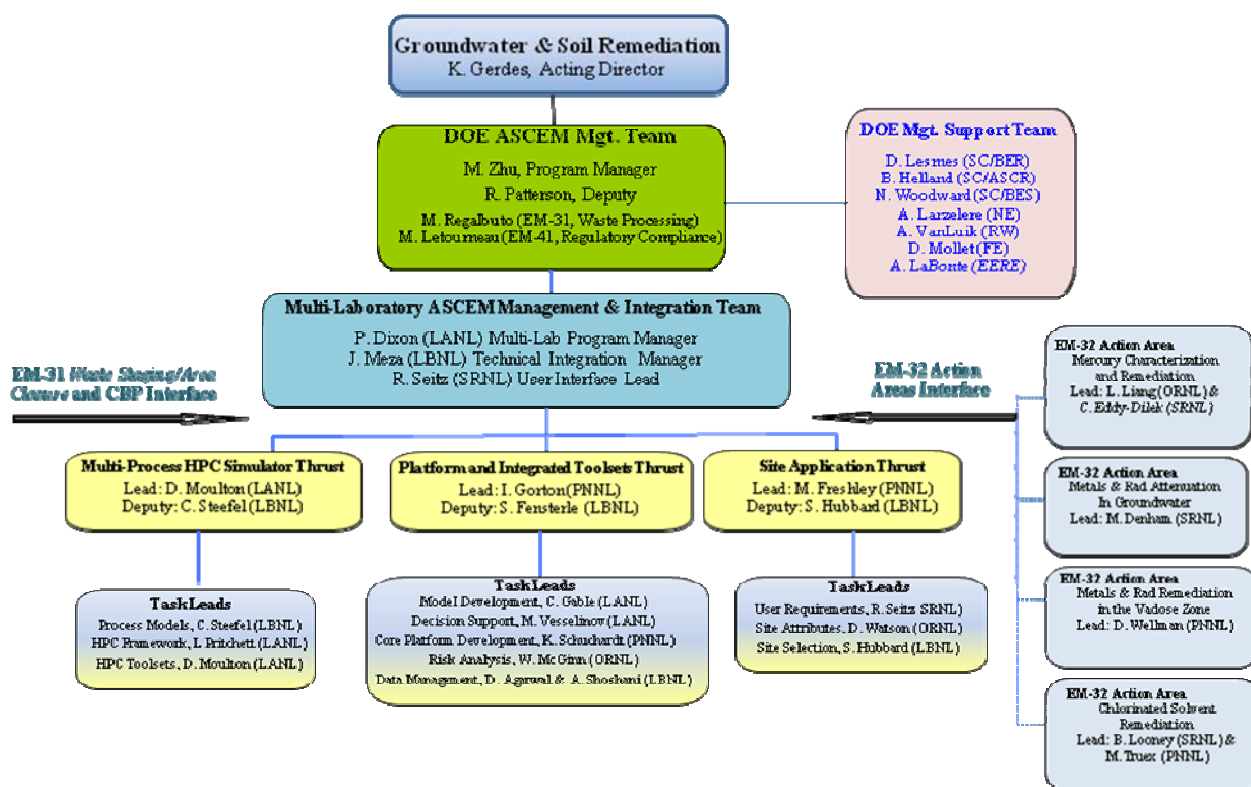 Groundwater & Soil Remediation
K. Gerdes, Acting Director
DOE ASCEM Mgt. Team
M. Zhu, Program Manager
R. Patterson, Deputy
M. Regalbuto (EM-31, Waste Processing)
M. Letourneau (EM-41, Regulatory Compliance)
DOE Mgt. Support Team
D. Lesmes (SC/BER)
B. Helland (SC/ASCR)
N. Woodward (SC/BES)
A. Larzelere (NE)
A. VanLuik (RW)
D. Mollet (FE)
A. LaBonte (EERE)
Multi-Laboratory ASCEM Management & Integration Team
P. Dixon (LANL) Multi-Lab Program Manager
J. Meza (LBNL) Technical Integration Manager
R. Seitz (SRNL) User Interface Lead
EM-31 Waste Staging/Area
Closure and CBP Interface
EM-32 Action
Areas Interface
Multi-Process HPC Simulator Thrust
Lead: D. Moulton (LANL)
Deputy: C. Steefel (LBNL)
Platform and Integrated Toolsets Thrust
Lead: I. Gorton (PNNL)
Deputy: S. Fensterle (LBNL)
Site Application Thrust
Lead: M. Freshley (PNNL)
Deputy: S. Hubbard (LBNL)
Task Leads
Process Models, C. Steefel (LBNL)
HPC Framework, Pritchett (LANL)
HPC Toolsets, D. Moulton (LANL)
Task Leads
Model Development, C. Gable (LANL)
Decision Support, M. Vesselinov (LANL)
Core Platform Development, K. Schuchardt (PNNL)
Risk Analysis, W. McGinn (ORNL)
Data Management, D. Agarwal & A. Shoshani (LBNL)
Task Leads
User Requirements, R. Seitz SRNL)
Site Attributes, D. Watson (ORNL)
Site Selection, S. Hubbard (LBNL)
EM-32 Action Area
Mercury Characterization
and Remediation
Lead: L. Liang (ORNL) &
C. Eddy-Dilek (SRNL)
EM-32 Action Area
Metals & Rad Attenuation
In Groundwater
Lead: M. Denham. (SRNL)
EM-32 Action Area
Metals & Rad Remediation
in the Vadose Zone
Lead: D. Wellman (PNNL)
EM-32 Action Area
Chlorinated Solvent
Remediation
Lead: B. Looney (SRNL) &
M. Truex (PNNL)